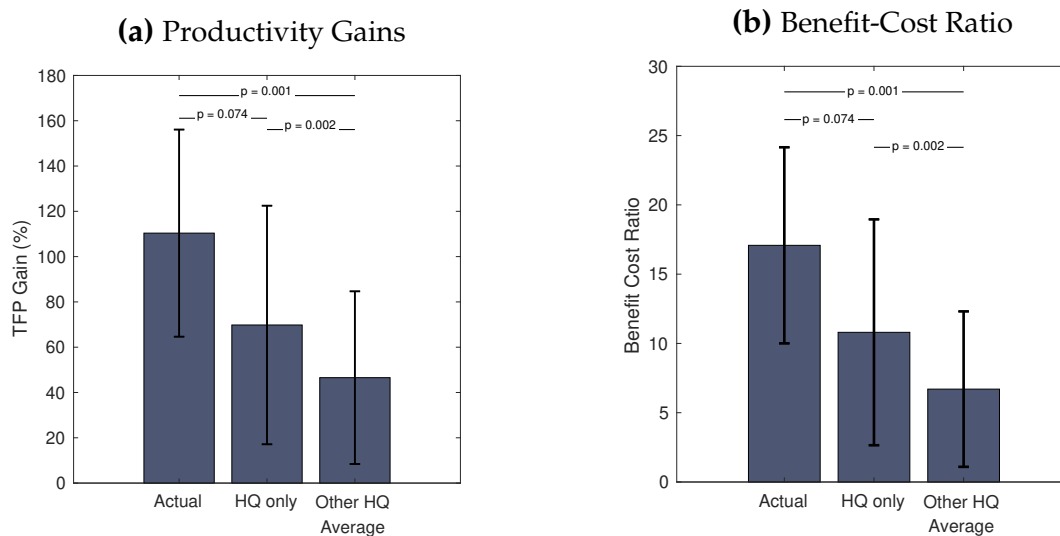 (a) Productivity Gains
180
160
140
120
100
80
60
40
20
0
TFP Gain (%)
p = 0.001
p = 0.074
p = 0.002
Actual
HQ only
Other HQ
Average
(b) Benefit-Cost Ratio
30
25
20
15
10
5
0
Benefit Cost Ratio
p = 0.001
p = 0.074
p = 0.002
Actual
HQ only
Other HQ
Average